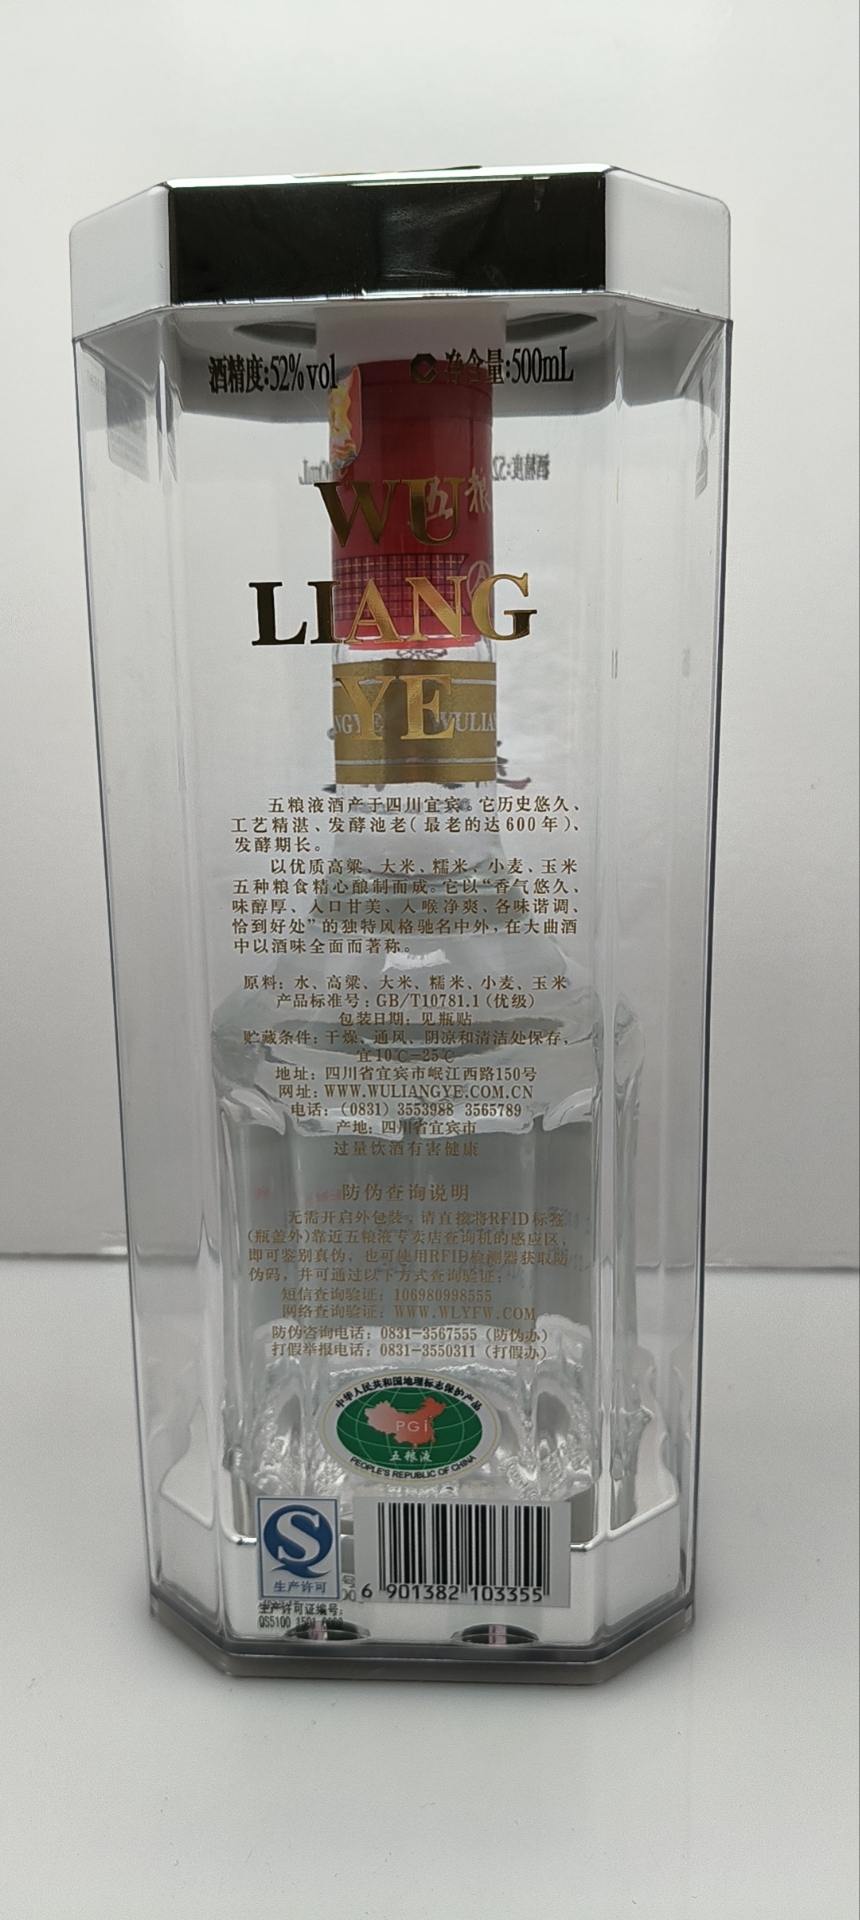 酒精度:52%vol 净含量:500mL
五粮
WU
LIANG
YE
五粮液酒产于四川宜宾。它历史悠久、
工艺精湛、发酵池老(最老的达600年)、
发酵期长。
以优质高粱、大米、糯米、小麦、玉米
五种粮食精心酿制而成。它以“香气悠久、
味醇厚、入口甘美、入喉净爽、各味谐调、
恰到好处”的独特风格驰名中外,在大曲酒
中以酒味全面而著称。
原料: 水、高粱、大米、糯米、小麦、玉米
产品标准号: GB/T10781.1 (优级)
包装日期: 见瓶贴
贮藏条件: 干燥、通风、阴凉和清洁处保存,
宜10℃-25℃
地址: 四川省宜宾市岷江西路150号
网址: WWW.WULIANGYE.COM.CN
电话: (0831) 3553988 3565789
产地: 四川省宜宾市
过量饮酒有害健康
防伪查询说明
无需开启外包装, 请直接将RFID标签
(瓶盖外)靠近五粮液专卖店查询机的感应区,
即可鉴别真伪, 也可使用RFID检测器获取防
伪码, 并可通过以下方式查询验证:
短信查询验证: 106980998555
网络查询验证: WWW.WLYFW.COM
防伪咨询电话: 0831-3567555 (防伪办)
打假举报电话: 0831-3550311 (打假办)
中华人民共和国地理标志保护产品
PGI
五粮液
PEOPLE'S REPUBLIC OF CHINA
生产许可
6 901382 103355
生产许可证编号:
QS5100 1501